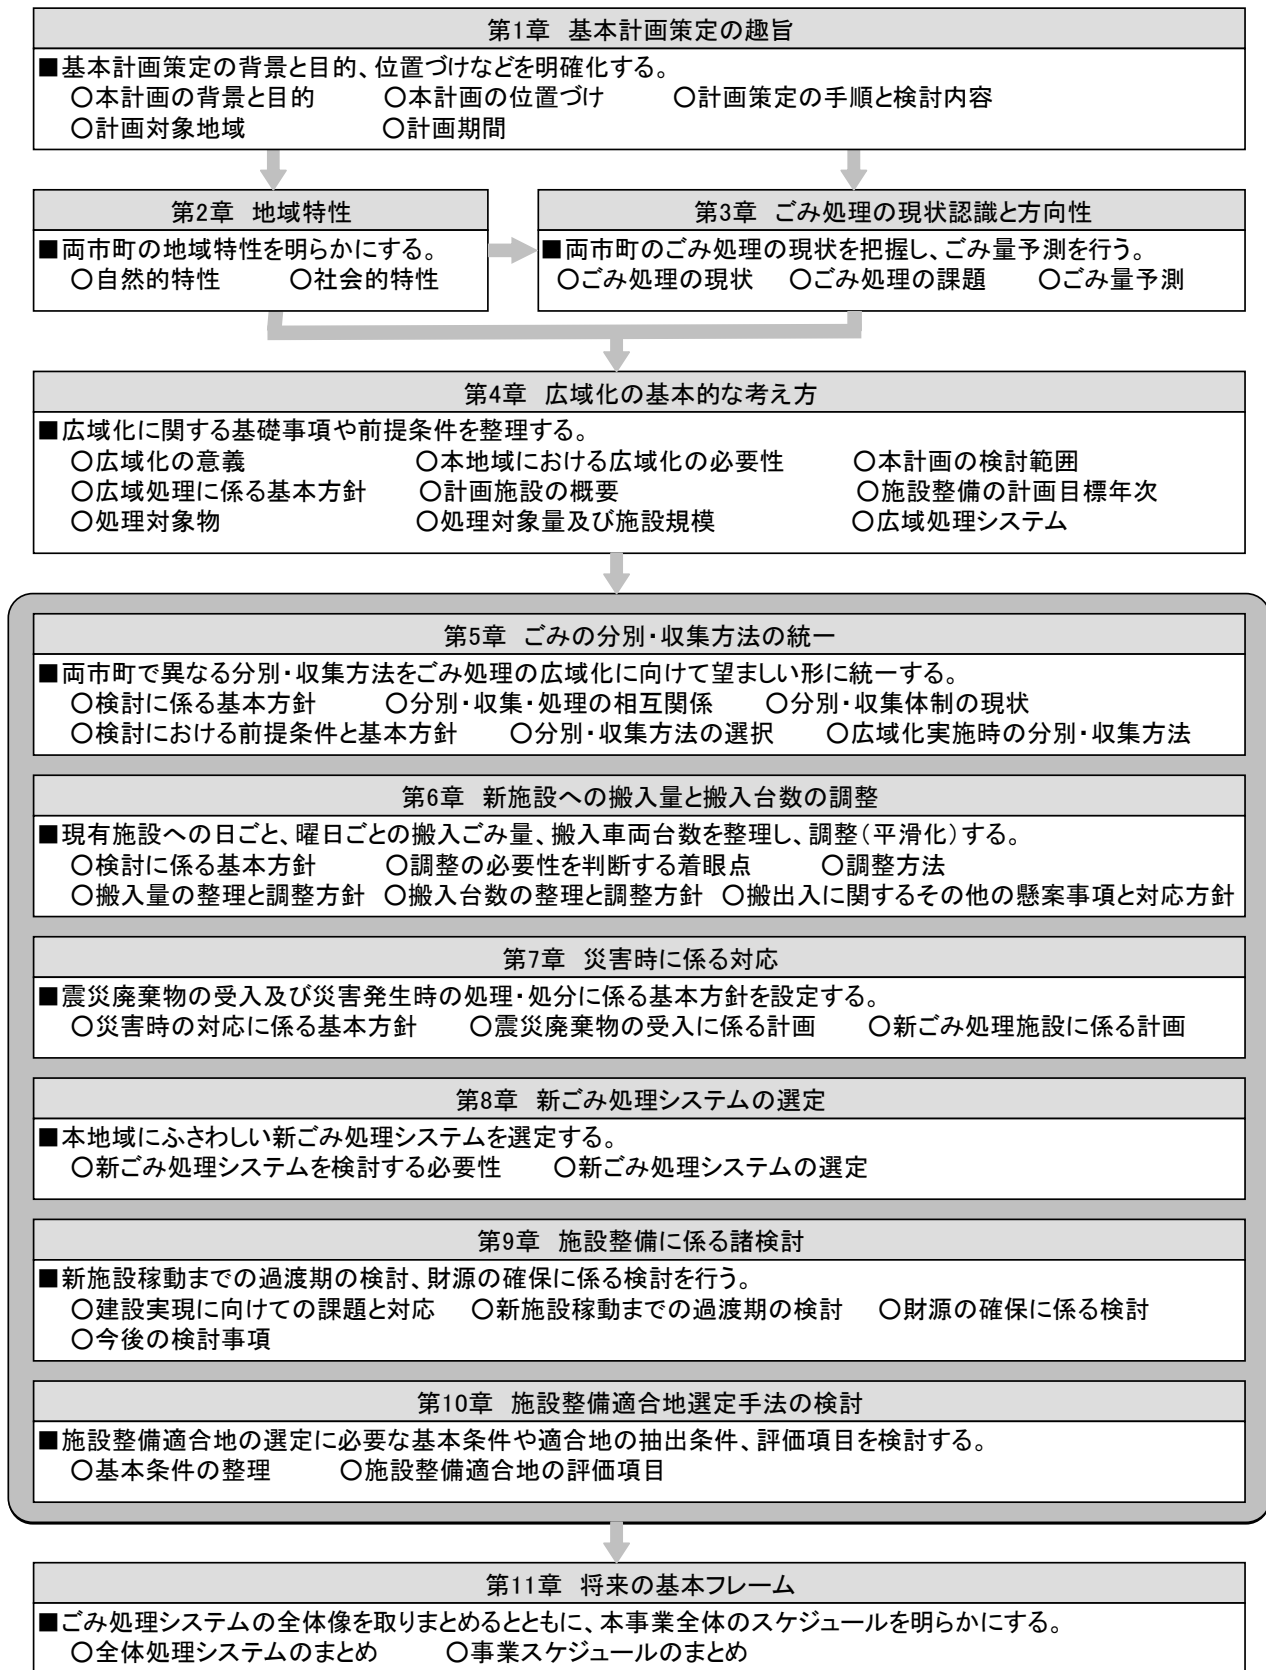 第1章 基本計画策定の趣旨
■基本計画策定の背景と目的、位置づけなどを明確化する。
○本計画の背景と目的 ○本計画の位置づけ ○計画策定の手順と検討内容
○計画対象地域 ○計画期間
第2章 地域特性
■両市町の地域特性を明らかにする。
○自然的特性 ○社会的特性
第3章 ごみ処理の現状認識と方向性
■両市町のごみ処理の現状を把握し、ごみ量予測を行う。
○ごみ処理の現状 ○ごみ処理の課題 ○ごみ量予測
第4章 広域化の基本的な考え方
■広域化に関する基礎事項や前提条件を整理する。
○広域化の意義 ○本地域における広域化の必要性 ○本計画の検討範囲
○広域処理に係る基本方針 ○計画施設の概要 ○施設整備の計画目標年次
○処理対象物 ○処理対象量及び施設規模 ○広域処理システム
第5章 ごみの分別・収集方法の統一
■両市町で異なる分別・収集方法をごみ処理の広域化に向けて望ましい形に統一する。
○検討に係る基本方針 ○分別・収集・処理の相互関係 ○分別・収集体制の現状
○検討における前提条件と基本方針 ○分別・収集方法の選択 ○広域化実施時の分別・収集方法
第6章 新施設への搬入量と搬入台数の調整
■現有施設への日ごと、曜日ごとの搬入ごみ量、搬入車両台数を整理し、調整(平滑化)する。
○検討に係る基本方針 ○調整の必要性を判断する着眼点 ○調整方法
○搬入量の整理と調整方針 ○搬入台数の整理と調整方針 ○搬出入に関するその他の懸案事項と対応方針
第7章 災害時に係る対応
■震災廃棄物の受入及び災害発生時の処理・処分に係る基本方針を設定する。
○災害時の対応に係る基本方針 ○震災廃棄物の受入に係る計画 ○新ごみ処理施設に係る計画
第8章 新ごみ処理システムの選定
■本地域にふさわしい新ごみ処理システムを選定する。
○新ごみ処理システムを検討する必要性 ○新ごみ処理システムの選定
第9章 施設整備に係る諸検討
■新施設稼動までの過渡期の検討、財源の確保に係る検討を行う。
○建設実現に向けての課題と対応 ○新施設稼動までの過渡期の検討 ○財源の確保に係る検討
○今後の検討事項
第10章 施設整備適合地選定手法の検討
■施設整備適合地の選定に必要な基本条件や適合地の抽出条件、評価項目を検討する。
○基本条件の整理 ○施設整備適合地の評価項目
第11章 将来の基本フレーム
■ごみ処理システムの全体像を取りまとめるとともに、本事業全体のスケジュールを明らかにする。
○全体処理システムのまとめ ○事業スケジュールのまとめ